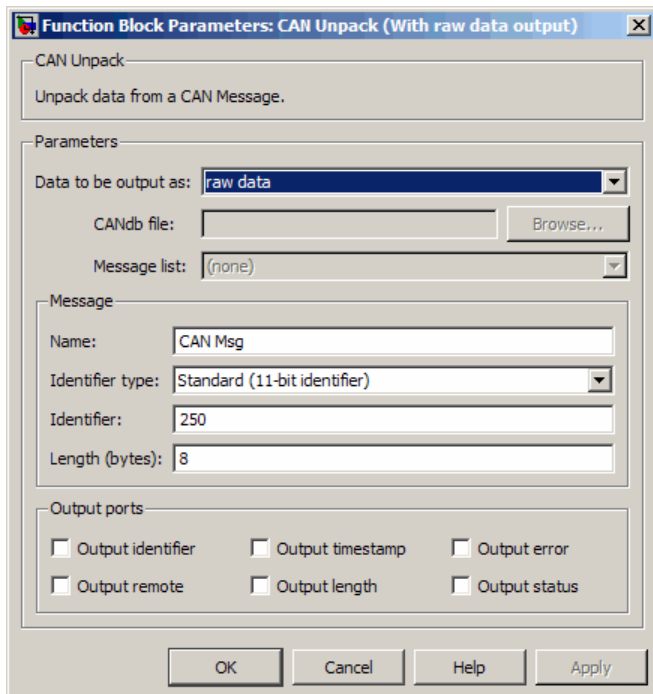 Function Block Parameters: CAN Unpack (With raw data output)
CAN Unpack
Unpack data from a CAN Message.
Parameters
Data to be output as: raw data
CANdb file: Browse...
Message list: (none)
Message
Name: CAN Msg
Identifier type: Standard (11-bit identifier)
Identifier: 250
Length (bytes): 8
Output ports
Output identifier Output timestamp Output error
Output remote Output length Output status
OK Cancel Help Apply